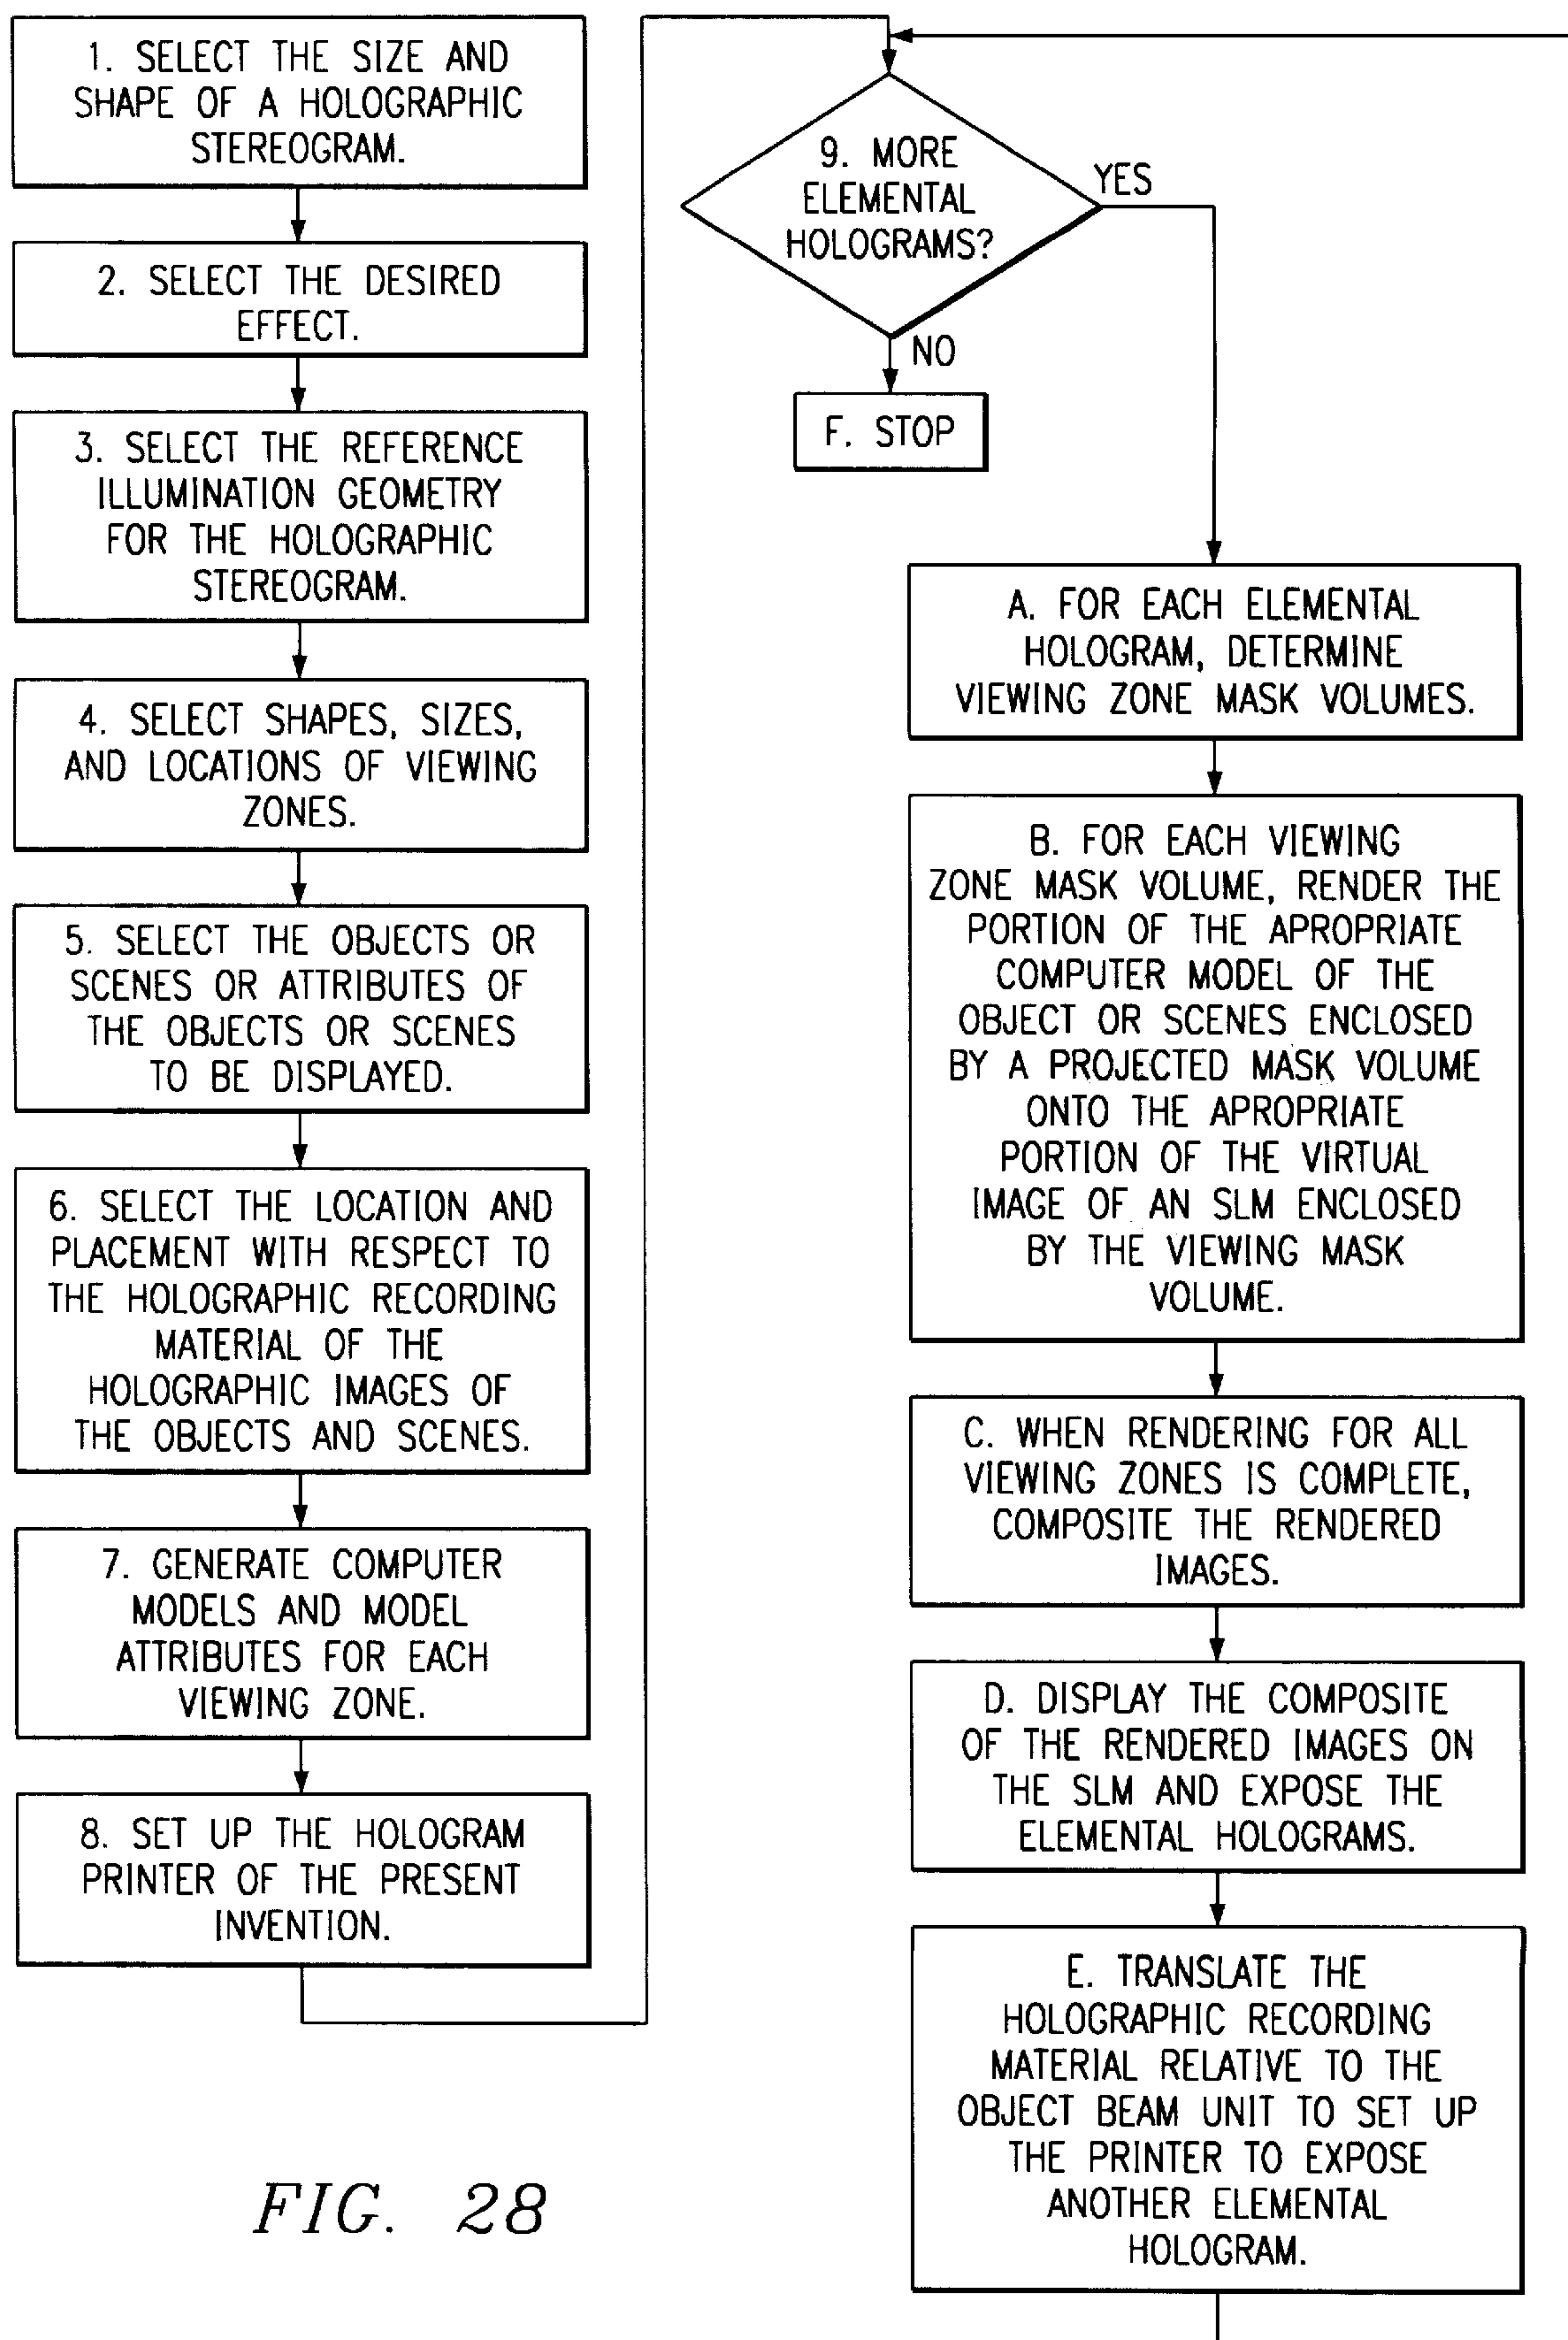 1. SELECT THE SIZE AND
SHAPE OF A HOLOGRAPHIC
STEREOGRAM.
2. SELECT THE DESIRED
EFFECT.
3. SELECT THE REFERENCE
ILLUMINATION GEOMETRY
FOR THE HOLOGRAPHIC
STEREOGRAM.
4. SELECT SHAPES, SIZES,
AND LOCATIONS OF VIEWING
ZONES.
5. SELECT THE OBJECTS OR
SCENES OR ATTRIBUTES OF
THE OBJECTS OR SCENES
TO BE DISPLAYED.
6. SELECT THE LOCATION AND
PLACEMENT WITH RESPECT TO
THE HOLOGRAPHIC RECORDING
MATERIAL OF THE
HOLOGRAPHIC IMAGES OF
THE OBJECTS AND SCENES.
7. GENERATE COMPUTER
MODELS AND MODEL
ATTRIBUTES FOR EACH
VIEWING ZONE.
8. SET UP THE HOLOGRAM
PRINTER OF THE PRESENT
INVENTION.
9. MORE
ELEMENTAL
HOLOGRAMS?
YES
NO
F. STOP
A. FOR EACH ELEMENTAL
HOLOGRAM, DETERMINE
VIEWING ZONE MASK VOLUMES.
B. FOR EACH VIEWING
ZONE MASK VOLUME, RENDER THE
PORTION OF THE APROPRIATE
COMPUTER MODEL OF THE
OBJECT OR SCENES ENCLOSED
BY A PROJECTED MASK VOLUME
ONTO THE APROPRIATE
PORTION OF THE VIRTUAL
IMAGE OF AN SLM ENCLOSED
BY THE VIEWING MASK
VOLUME.
C. WHEN RENDERING FOR ALL
VIEWING ZONES IS COMPLETE,
COMPOSITE THE RENDERED
IMAGES.
D. DISPLAY THE COMPOSITE
OF THE RENDERED IMAGES ON
THE SLM AND EXPOSE THE
ELEMENTAL HOLOGRAMS.
E. TRANSLATE THE
HOLOGRAPHIC RECORDING
MATERIAL RELATIVE TO THE
OBJECT BEAM UNIT TO SET UP
THE PRINTER TO EXPOSE
ANOTHER ELEMENTAL
HOLOGRAM.
FIG. 28